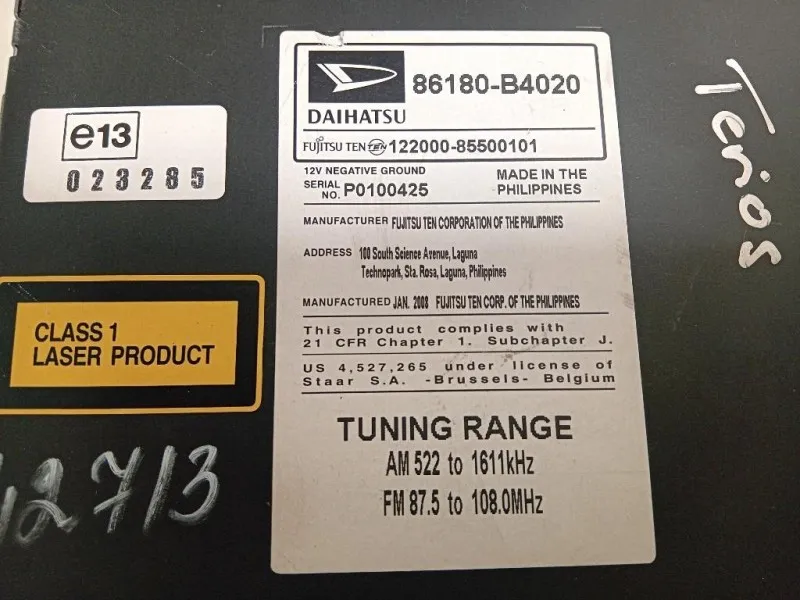 e13
023285
CLASS 1
LASER PRODUCT
2713
DAIHATSU
86180-B4020
FUJITSU TEN TEN 122000-85500101
12V NEGATIVE GROUND
SERIAL NO. P0100425
MADE IN THE
PHILIPPINES
MANUFACTURER FUJITSU TEN CORPORATION OF THE PHILIPPINES
ADDRESS 100 South Science Avenue, Laguna
Technopark, Sta. Rosa, Laguna, Philippines
MANUFACTURED JAN. 2008 FUJITSU TEN CORP. OF THE PHILIPPINES
This product complies with
21 CFR Chapter 1. Subchapter J.
US 4,527,265 under license of
Staar S.A. -Brussels- Belgium
TUNING RANGE
AM 522 to 1611kHz
FM 87.5 to 108.0MHz
Terios